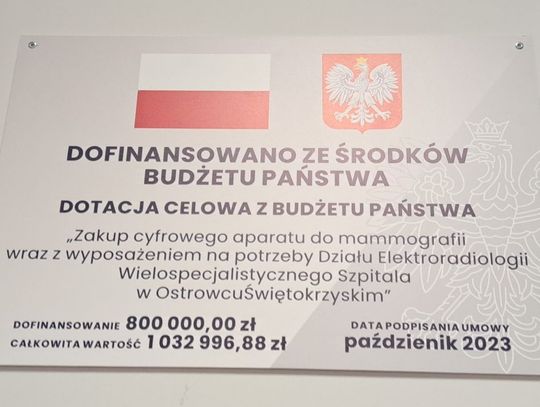 DOFINANSOWANO ZE ŚRODKÓW
BUDŻETU PAŃSTWA
DOTACJA CELOWA Z BUDŻETU PAŃSTWA
„Zakup cyfrowego aparatu do mammografii
wraz z wyposażeniem na potrzeby Działu Elektroradiologii
Wielospecjalistycznego Szpitala
w OstrowcuŚwiętokrzyskim”
DOFINANSOWANIE 800 000,00 zł
CAŁKOWITA WARTOŚĆ 1 032 996,88 zł
DATA PODPISANIA UMOWY
październik 2023